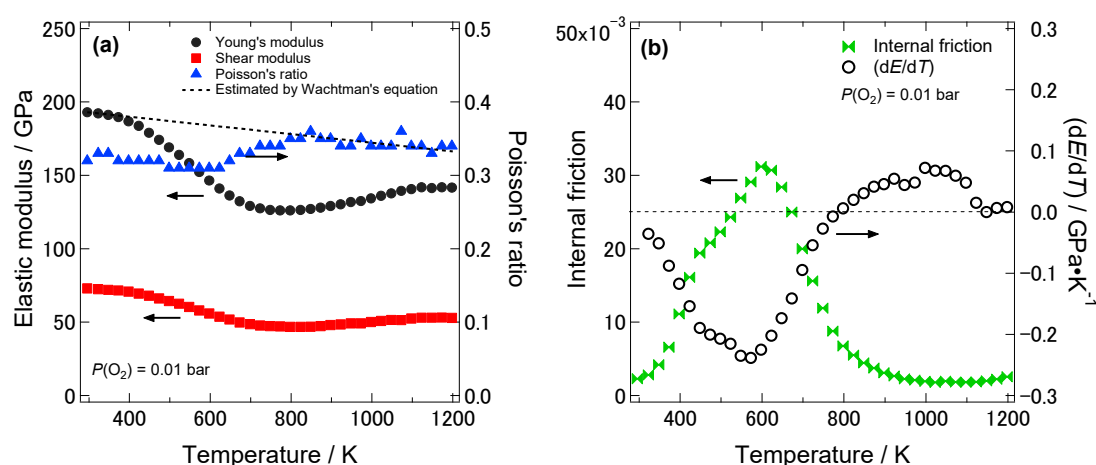 (a)
Young's modulus
Shear modulus
Poisson's ratio
Estimated by Wachtman's equation
P(O₂) = 0.01 bar
Elastic modulus / GPa
250
200
150
100
50
0
0.5
0.4
0.3
0.2
0.1
0.0
Poisson's ratio
400 600 800 1000 1200
Temperature / K
(b)
Internal friction
(dE/dT)
P(O₂) = 0.01 bar
Internal friction
50x10⁻³
40
30
20
10
0
0.3
0.2
0.1
0.0
−0.1
−0.2
−0.3
(dE/dT) / GPa•K⁻¹
400 600 800 1000 1200
Temperature / K